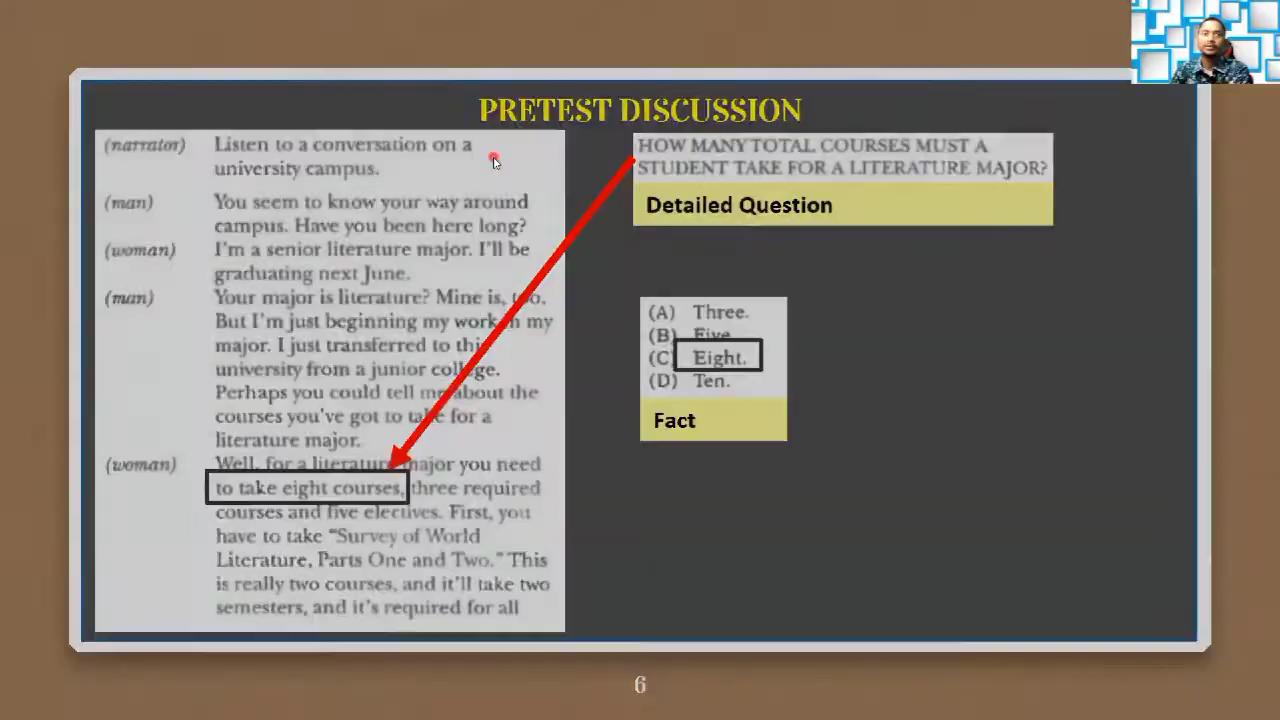 PRETEST DISCUSSION
(narrator) Listen to a conversation on a
university campus.
(man) You seem to know your way around
campus. Have you been here long?
(woman) I'm a senior literature major. I'll be
graduating next June.
(man) Your major is literature? Mine is, too.
But I'm just beginning my work in my
major. I just transferred to this
university from a junior college.
Perhaps you could tell me about the
courses you've got to take for a
literature major.
(woman) Well, for a literature major you need
to take eight courses, three required
courses and five electives. First, you
have to take "Survey of World
Literature, Parts One and Two." This
is really two courses, and it'll take two
semesters, and it's required for all
HOW MANY TOTAL COURSES MUST A
STUDENT TAKE FOR A LITERATURE MAJOR?
Detailed Question
(A) Three.
(B) Five.
(C) Eight.
(D) Ten.
Fact
6